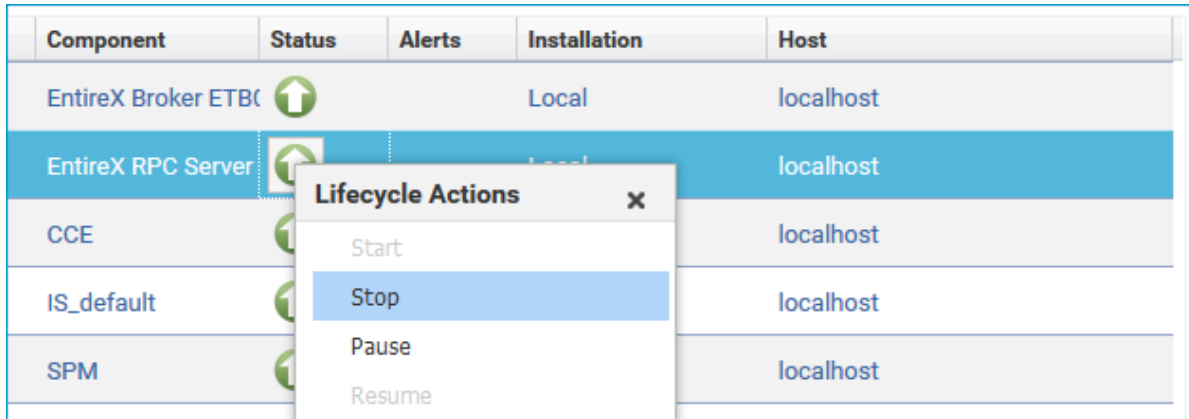 Component Status Alerts Installation Host
EntireX Broker ETB Local localhost
EntireX RPC Server localhost
Lifecycle Actions
CCE localhost
Start
IS_default Stop localhost
Pause
SPM localhost
Resume